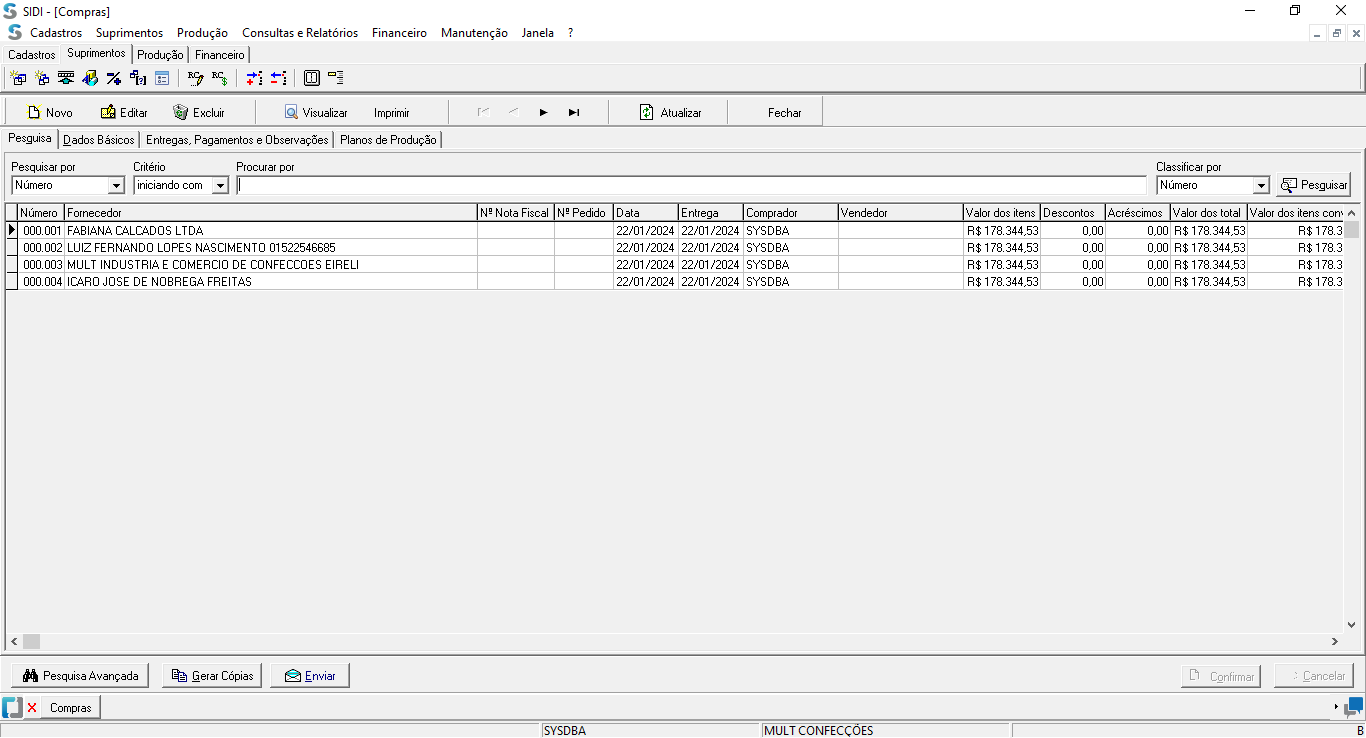 SIDI - [Compras]
Cadastros Suprimentos Produção Consultas e Relatórios Financeiro Manutenção Janela ?
Cadastros Suprimentos Produção Financeiro
Novo Editar Excluir Visualizar Imprimir Atualizar Fechar
Pesquisa Dados Básicos Entregas, Pagamentos e Observações Planos de Produção
Pesquisar por Critério Procurar por Classificar por
Número iniciando com Número Pesquisar
Número Fornecedor Nº Nota Fiscal Nº Pedido Data Entrega Comprador Vendedor Valor dos itens Descontos Acréscimos Valor dos total Valor dos itens conv
000.001 FABIANA CALCADOS LTDA 22/01/2024 22/01/2024 SYSDBA R$ 178.344,53 0,00 0,00 R$ 178.344,53 R$ 178.3
000.002 LUIZ FERNANDO LOPES NASCIMENTO 01522546685 22/01/2024 22/01/2024 SYSDBA R$ 178.344,53 0,00 0,00 R$ 178.344,53 R$ 178.3
000.003 MULT INDUSTRIA E COMERCIO DE CONFECCOES EIRELI 22/01/2024 22/01/2024 SYSDBA R$ 178.344,53 0,00 0,00 R$ 178.344,53 R$ 178.3
000.004 ICARO JOSE DE NOBREGA FREITAS 22/01/2024 22/01/2024 SYSDBA R$ 178.344,53 0,00 0,00 R$ 178.344,53 R$ 178.3
Pesquisa Avançada Gerar Cópias Enviar Confirmar Cancelar
Compras
SYSDBA MULT CONFECÇÕES B